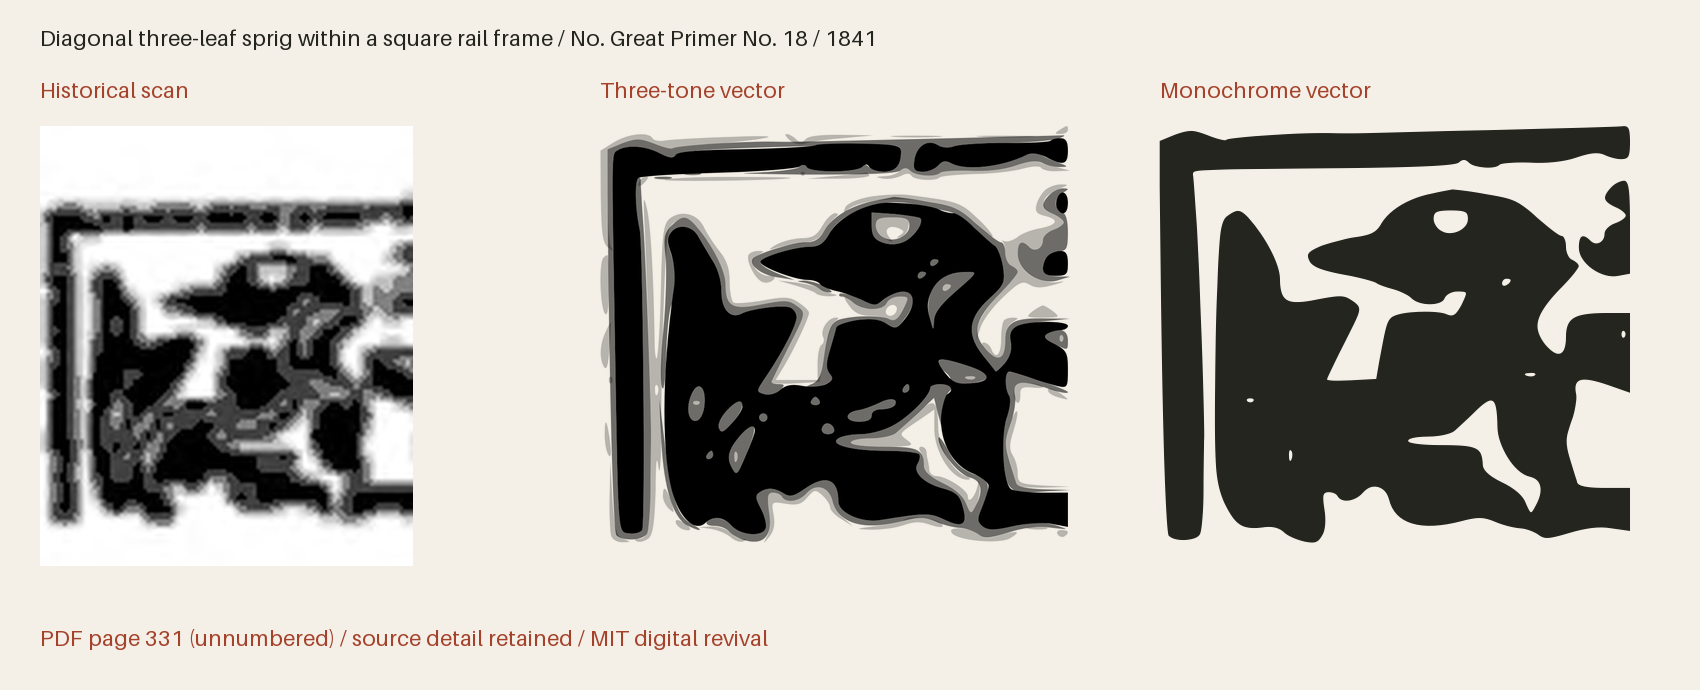 Diagonal three-leaf sprig within a square rail frame / No. Great Primer No. 18 / 1841
Historical scan
Three-tone vector
Monochrome vector
PDF page 331 (unnumbered) / source detail retained / MIT digital revival